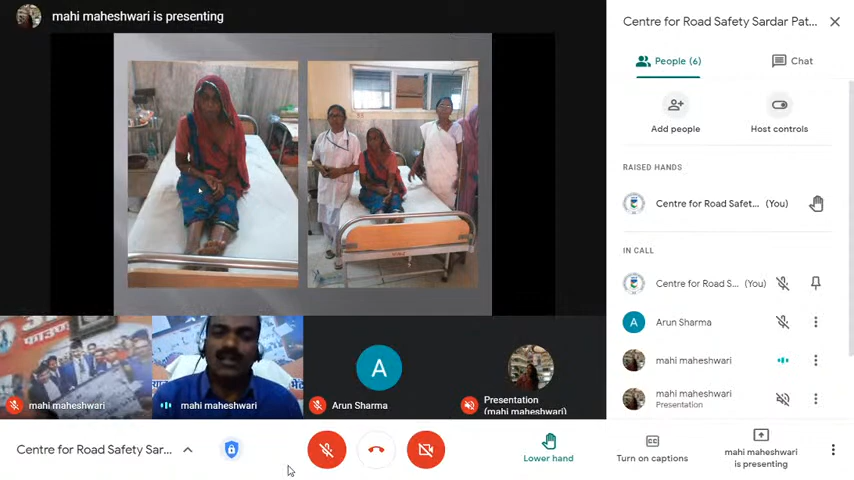 mahi maheshwari is presenting
Centre for Road Safety Sardar Pat...
People (6)
Chat
Add people
Host controls
RAISED HANDS
Centre for Road Safet... (You)
IN CALL
Centre for Road S... (You)
A
Arun Sharma
mahi maheshwari
mahi maheshwari
Presentation
फाउण्ड
mahi maheshwari
mahi maheshwari
A
Arun Sharma
Presentation
(mahi maheshwari)
Centre for Road Safety Sar...
Lower hand
Turn on captions
mahi maheshwari
is presenting